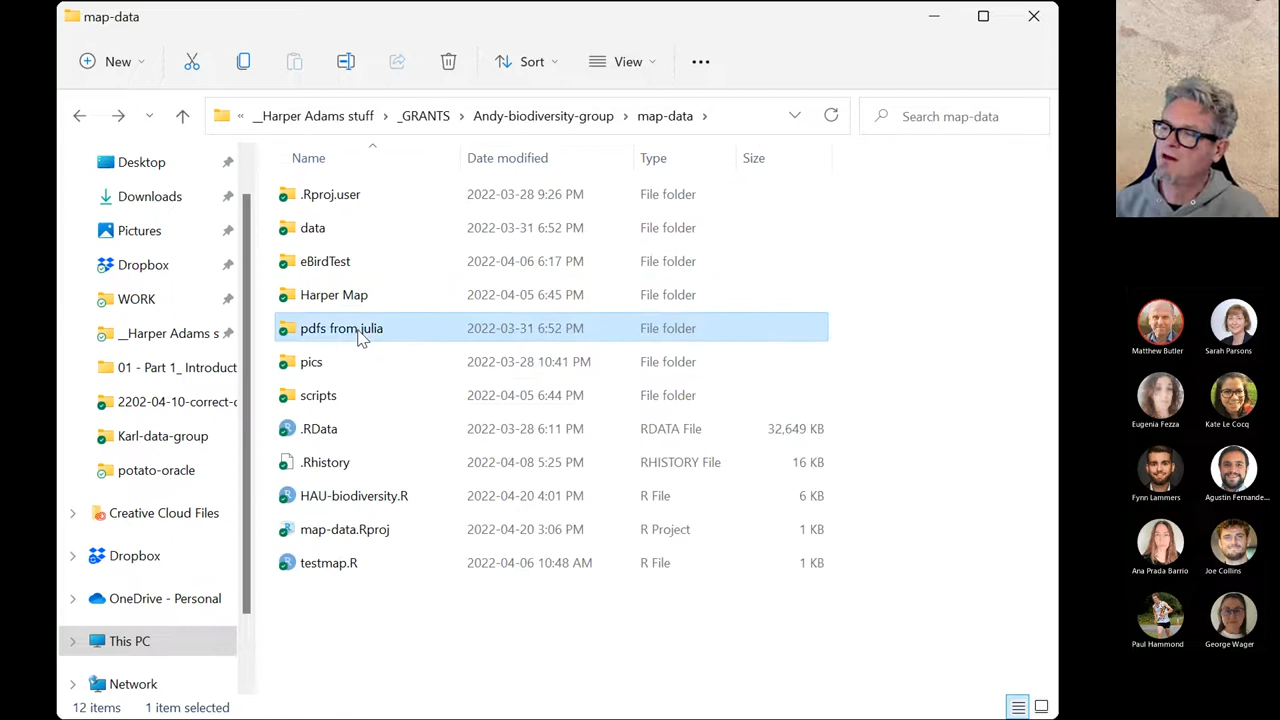 map-data
New
Sort
View
« __Harper Adams stuff > _GRANTS > Andy-biodiversity-group > map-data >
Search map-data
Desktop
Downloads
Pictures
Dropbox
WORK
__Harper Adams s
01 - Part 1_ Introduct
2202-04-10-correct-c
Karl-data-group
potato-oracle
Creative Cloud Files
Dropbox
OneDrive - Personal
This PC
Network
Name Date modified Type Size
.Rproj.user 2022-03-28 9:26 PM File folder
data 2022-03-31 6:52 PM File folder
eBirdTest 2022-04-06 6:17 PM File folder
Harper Map 2022-04-05 6:45 PM File folder
pdfs from julia 2022-03-31 6:52 PM File folder
pics 2022-03-28 10:41 PM File folder
scripts 2022-04-05 6:44 PM File folder
.RData 2022-03-28 6:11 PM RDATA File 32,649 KB
.Rhistory 2022-04-08 5:25 PM RHISTORY File 16 KB
HAU-biodiversity.R 2022-04-20 4:01 PM R File 6 KB
map-data.Rproj 2022-04-20 3:06 PM R Project 1 KB
testmap.R 2022-04-06 10:48 AM R File 1 KB
12 items 1 item selected
Matthew Butler Sarah Parsons
Eugenia Fezza Kate Le Cocq
Fynn Lammers Agustin Fernande...
Ana Prada Barrio Joe Collins
Paul Hammond George Wager